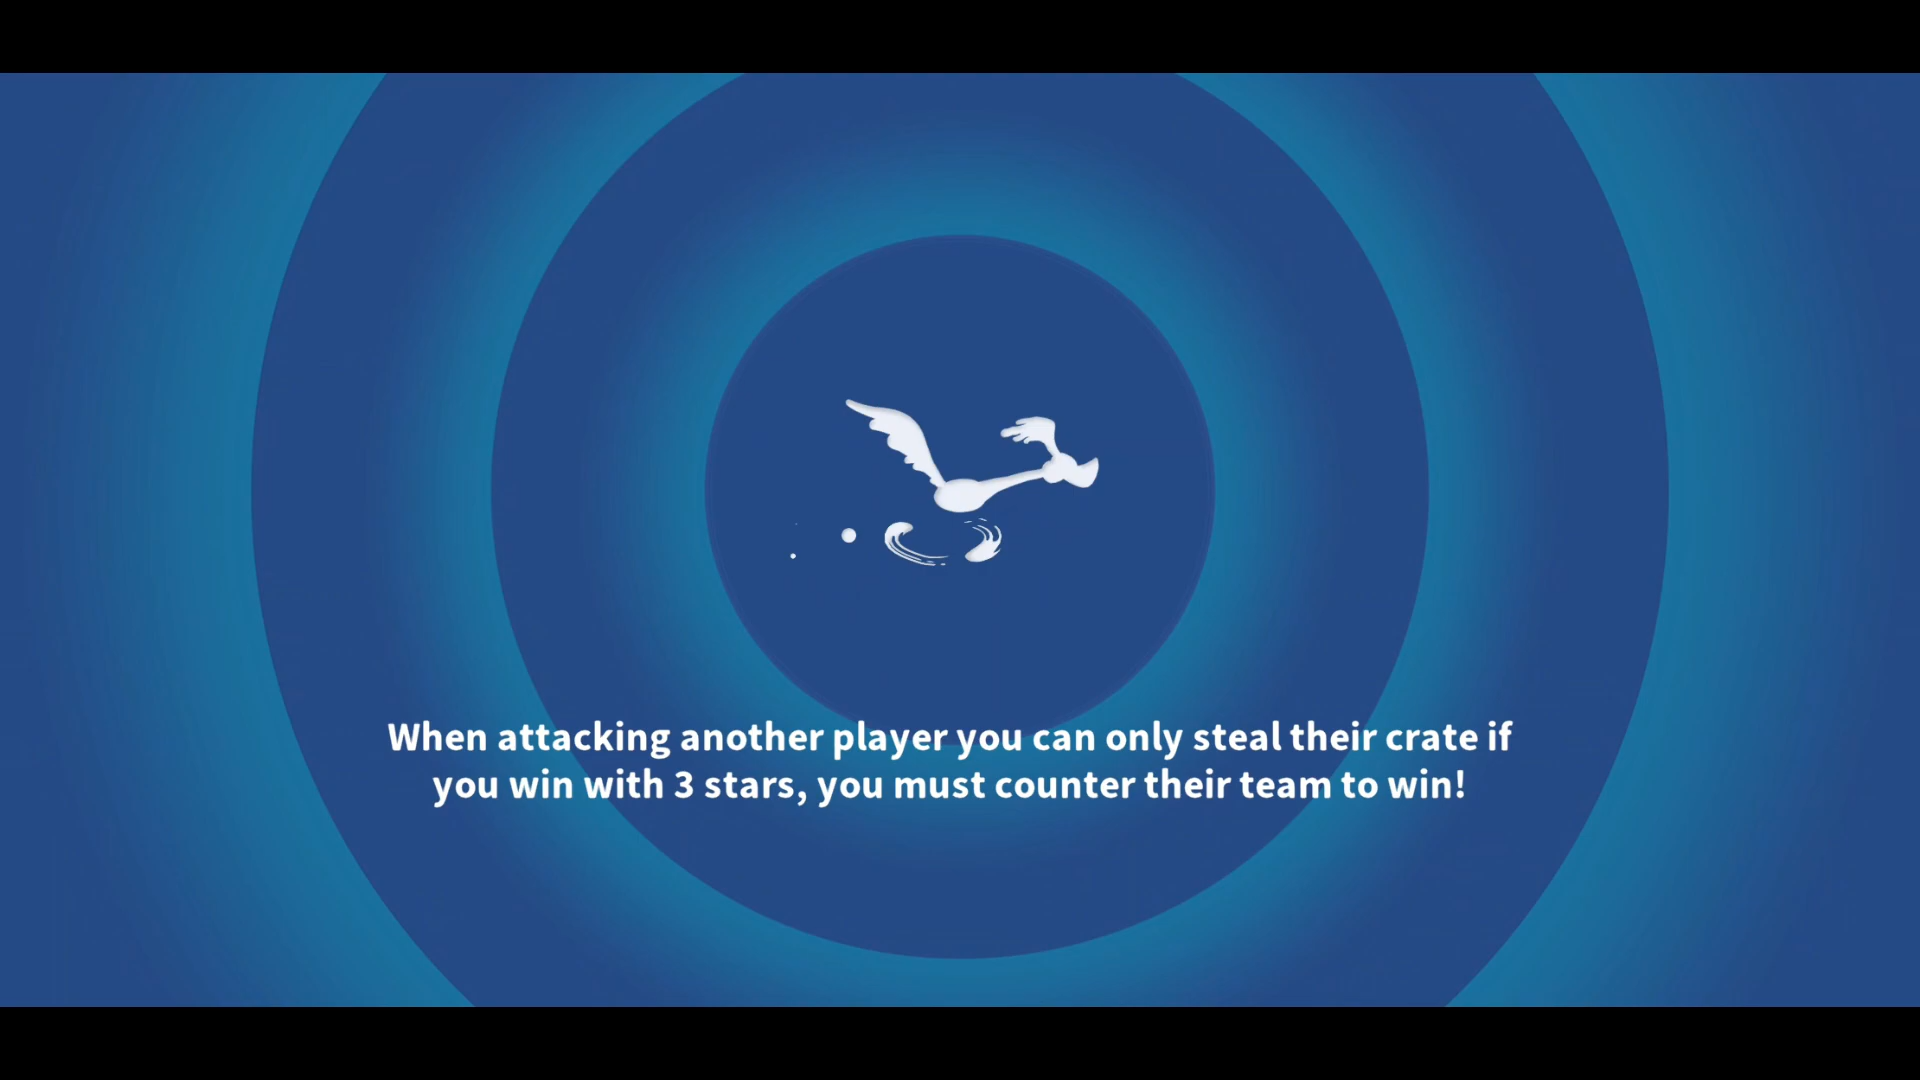 When attacking another player you can only steal their crate if
you win with 3 stars, you must counter their team to win!